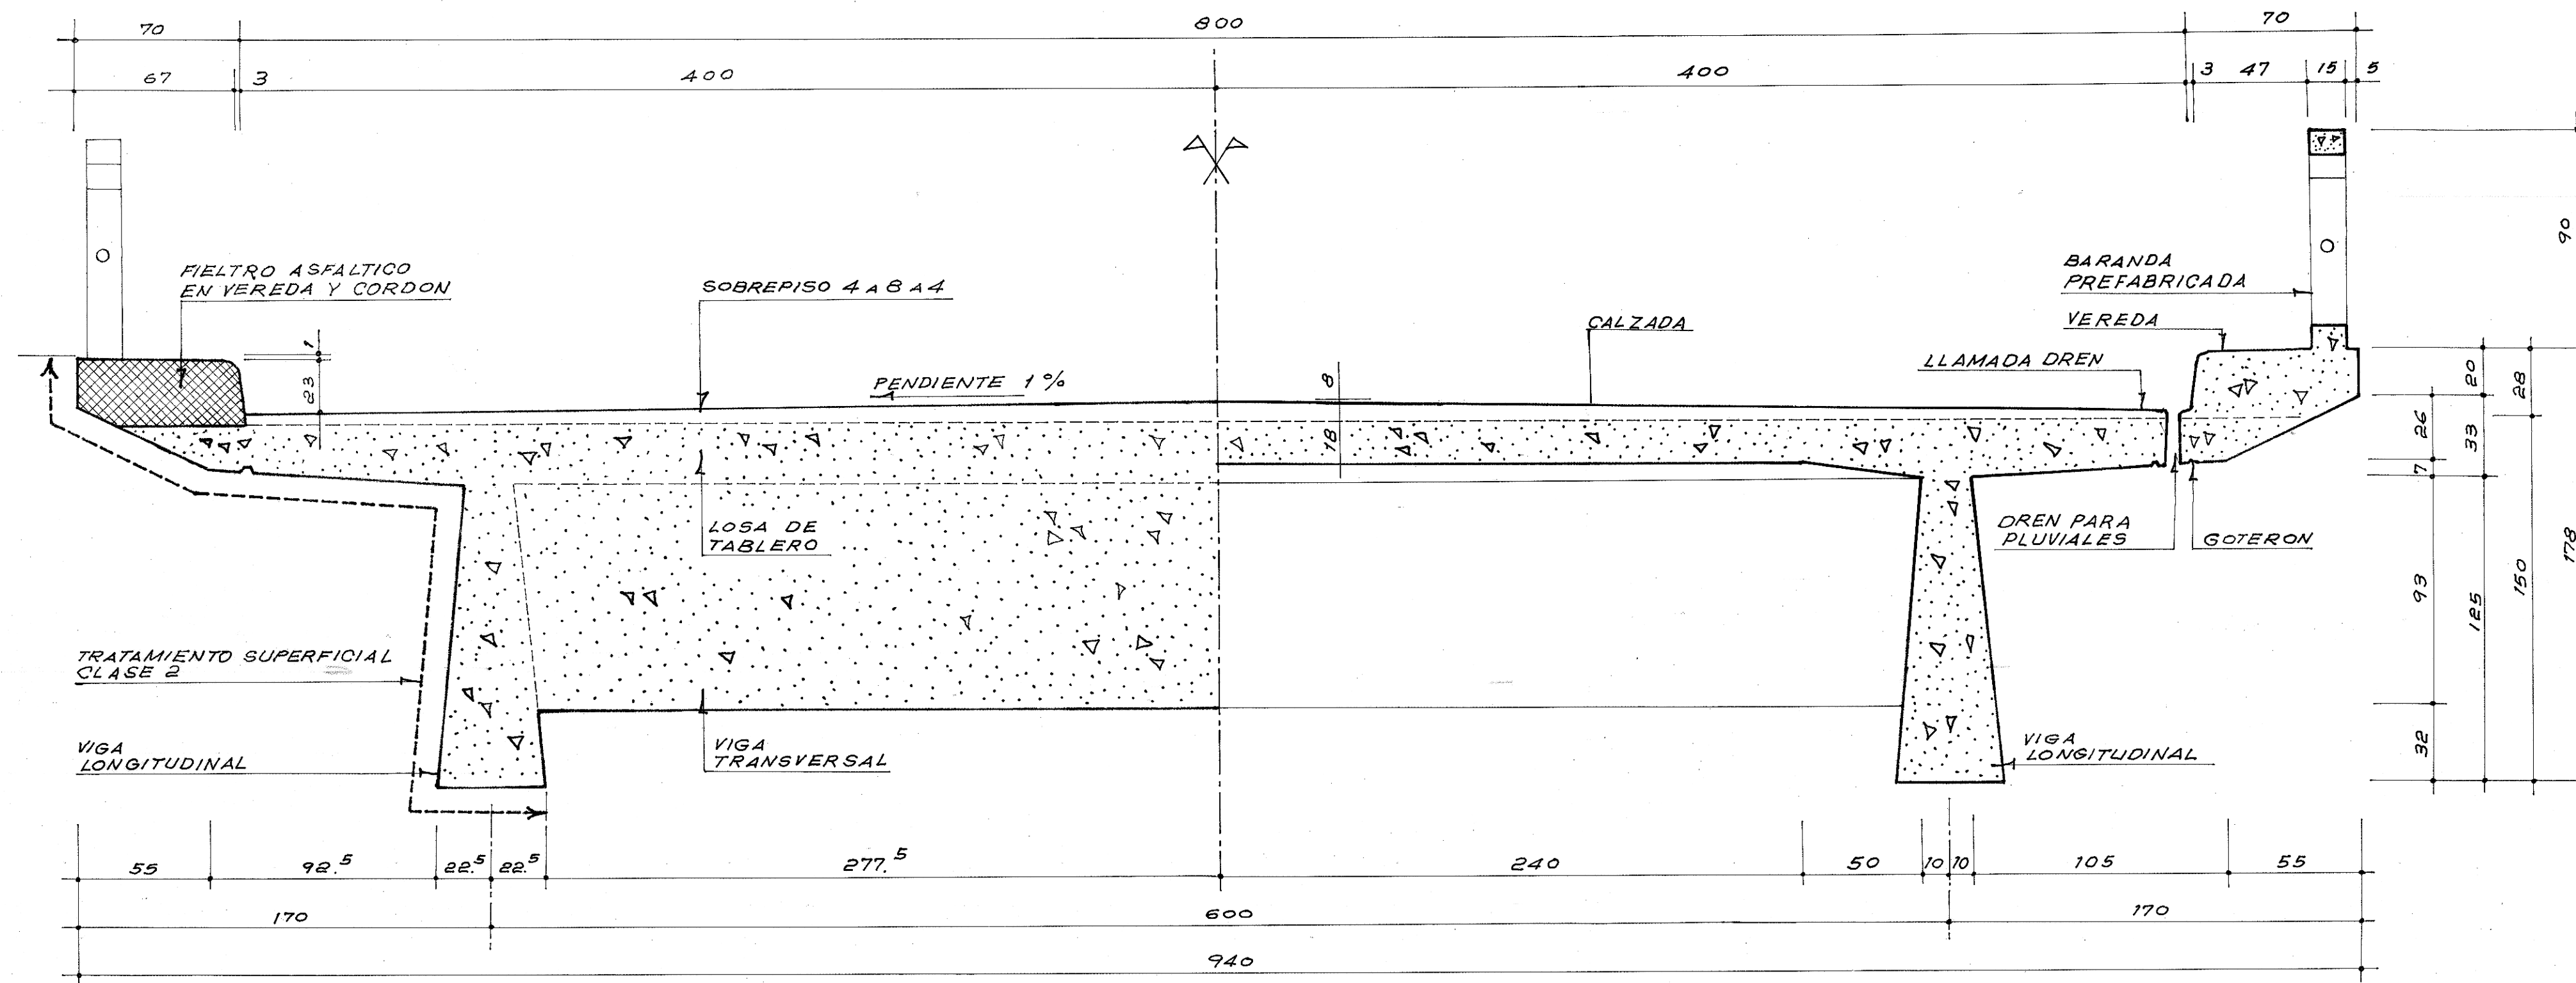 70
800
70
67
3
400
400
3
47
15
5
90
FIELTRO ASFALTICO
EN VEREDA Y CORDON
SOBREPISO 4 A 8 A 4
BARANDA
PREFABRICADA
CALZADA
VEREDA
LLAMADA DREN
PENDIENTE 1 %
1
23
8
18
20
28
26
33
7
LOSA DE
TABLERO
DREN PARA
PLUVIALES
GOTERON
178
93
125
150
TRATAMIENTO SUPERFICIAL
CLASE 2
VIGA
LONGITUDINAL
VIGA
TRANSVERSAL
VIGA
LONGITUDINAL
32
55
92.5
22.5
22.5
277.5
240
50
10
10
105
55
170
600
170
940